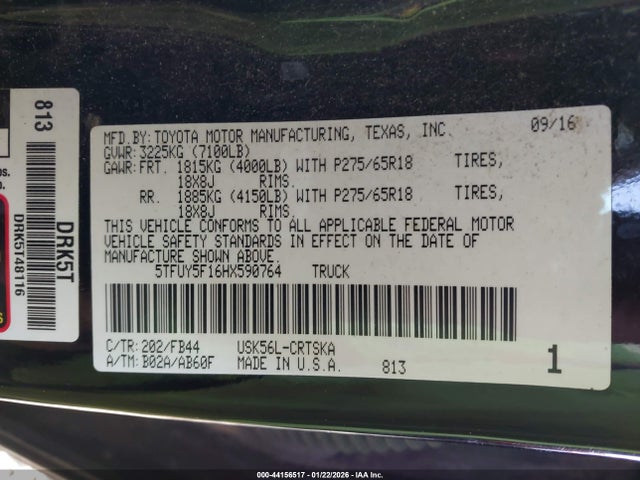 813
DRK5T
DRK5T48116
MFD.BY:TOYOTA MOTOR MANUFACTURING, TEXAS, INC. 09/16
GVWR:3225KG (7100LB)
GAWR:FRT. 1815KG (4000LB) WITH P275/65R18 TIRES,
18X8J RIMS.
RR. 1885KG (4150LB) WITH P275/65R18 TIRES,
18X8J RIMS.
THIS VEHICLE CONFORMS TO ALL APPLICABLE FEDERAL MOTOR
VEHICLE SAFETY STANDARDS IN EFFECT ON THE DATE OF
MANUFACTURE SHOWN ABOVE.
5TFUY5F16HX590764 TRUCK
C/TR:202/FB44 USK56L-CRTSKA
A/TM:B02A/AB60F MADE IN U.S.A. 813
1
000-44156517 - 01/22/2026 - IAA Inc.